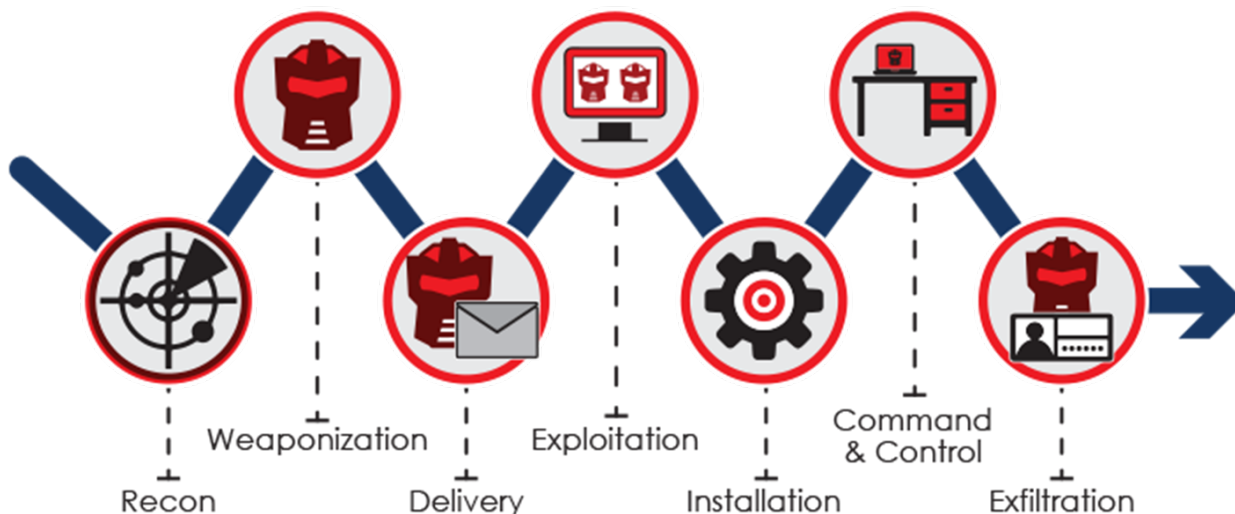 Recon
Weaponization
Delivery
Exploitation
Installation
Command
& Control
Exfiltration